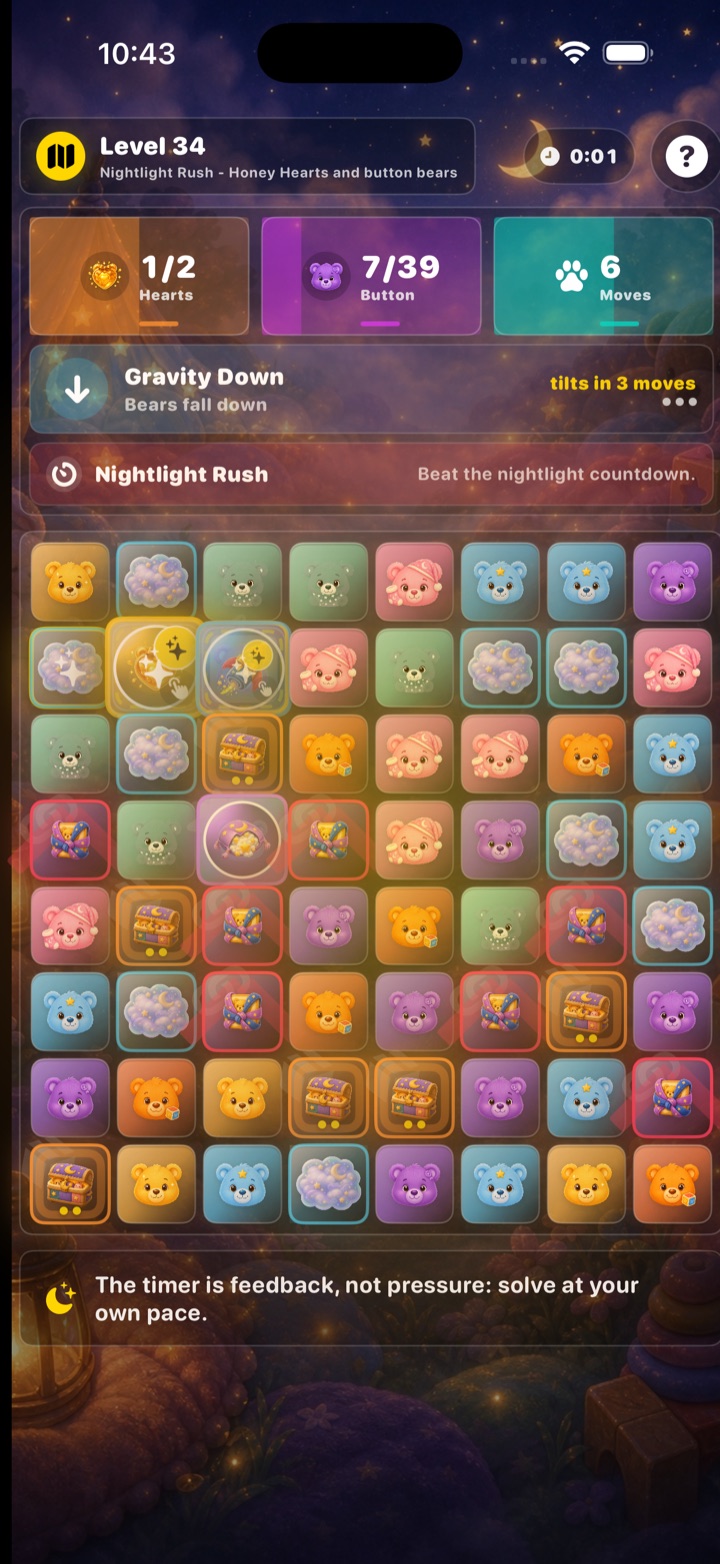 10:43
Level 34
Nightlight Rush - Honey Hearts and button bears
0:01
?
1/2
Hearts
7/39
Button
6
Moves
Gravity Down
Bears fall down
tilts in 3 moves
Nightlight Rush
Beat the nightlight countdown.
The timer is feedback, not pressure: solve at your
own pace.